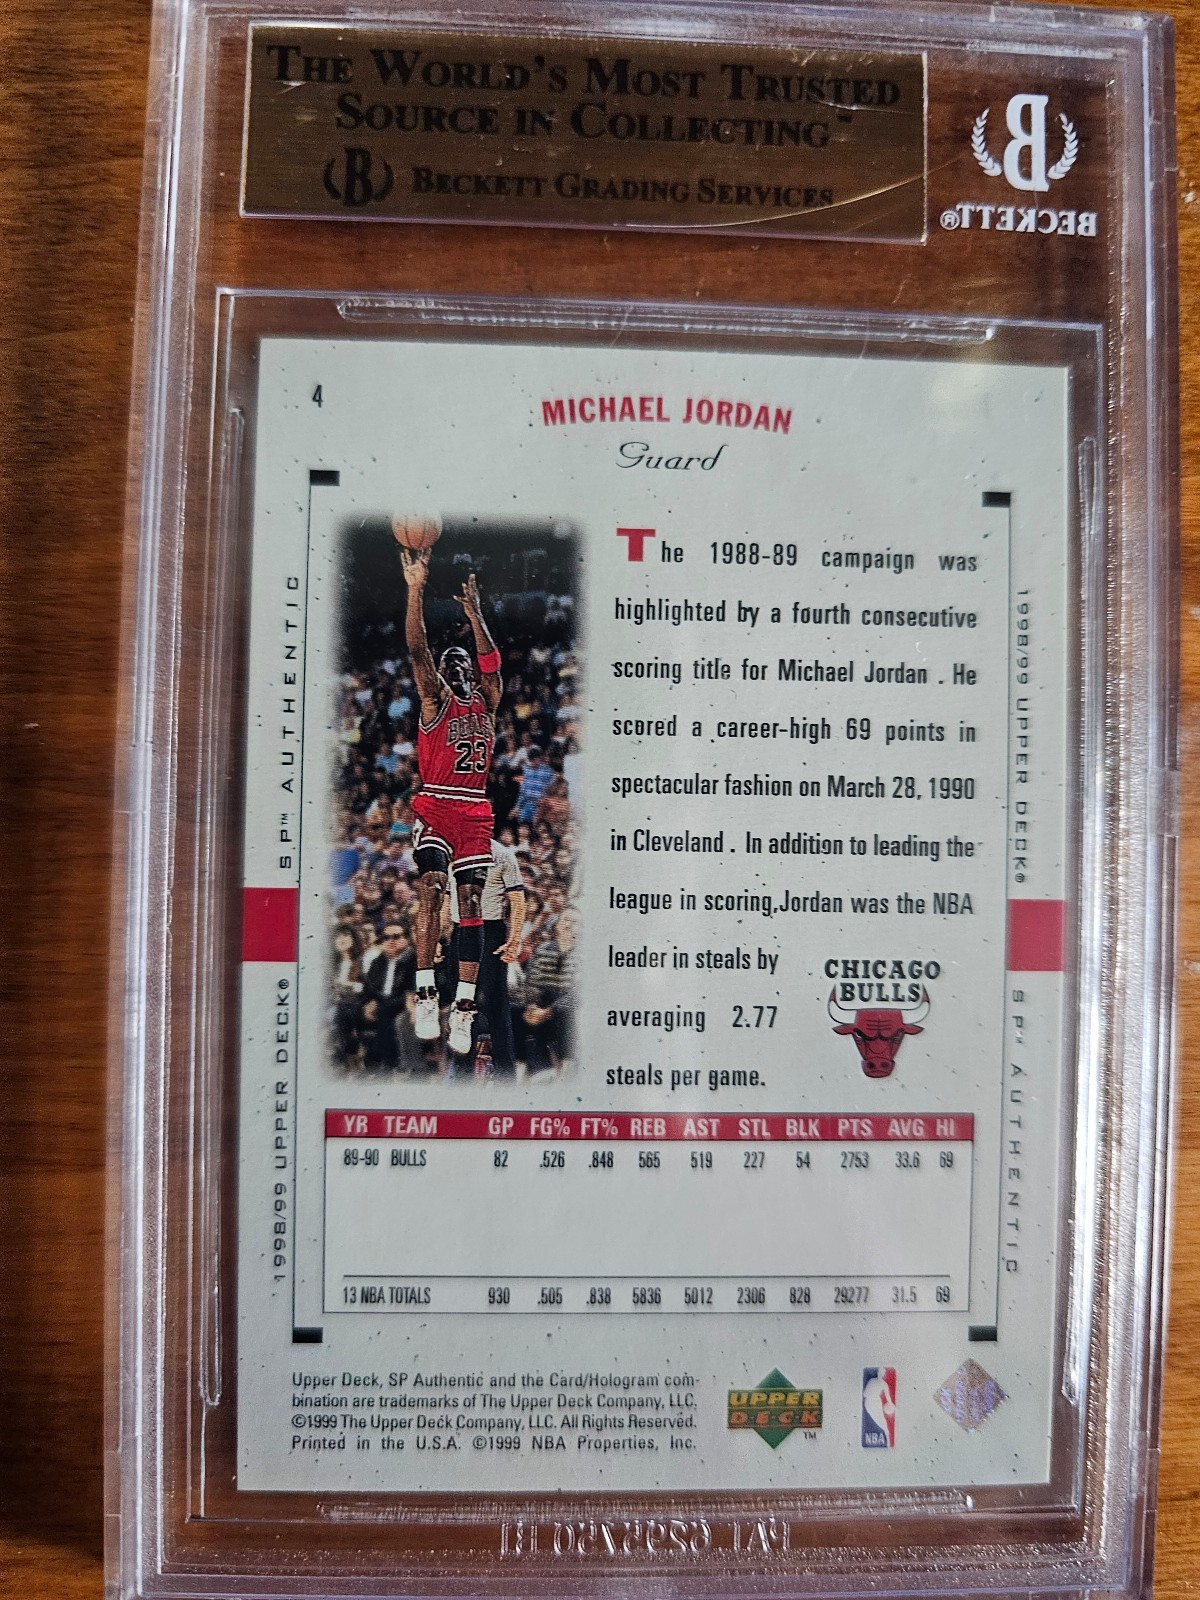 THE WORLD'S MOST TRUSTED
SOURCE IN COLLECTING™
B BECKETT GRADING SERVICES
B
BECKETT®
4
MICHAEL JORDAN
Guard
SP™ AUTHENTIC
1998/99 UPPER DECK®
The 1988-89 campaign was
highlighted by a fourth consecutive
scoring title for Michael Jordan . He
scored a career-high 69 points in
spectacular fashion on March 28, 1990
in Cleveland . In addition to leading the
league in scoring,Jordan was the NBA
leader in steals by
averaging 2.77
steals per game.
BULLS
23
CHICAGO
BULLS
1998/99 UPPER DECK®
SP™ AUTHENTIC
YR TEAM GP FG% FT% REB AST STL BLK PTS AVG HI
89-90 BULLS 82 .526 .848 565 519 227 54 2753 33.6 69
13 NBA TOTALS 930 .505 .838 5836 5012 2306 828 29277 31.5 69
Upper Deck, SP Authentic and the Card/Hologram com-
bination are trademarks of The Upper Deck Company, LLC.
©1999 The Upper Deck Company, LLC. All Rights Reserved.
Printed in the U.S.A. ©1999 NBA Properties, Inc.
UPPER
DECK™
NBA